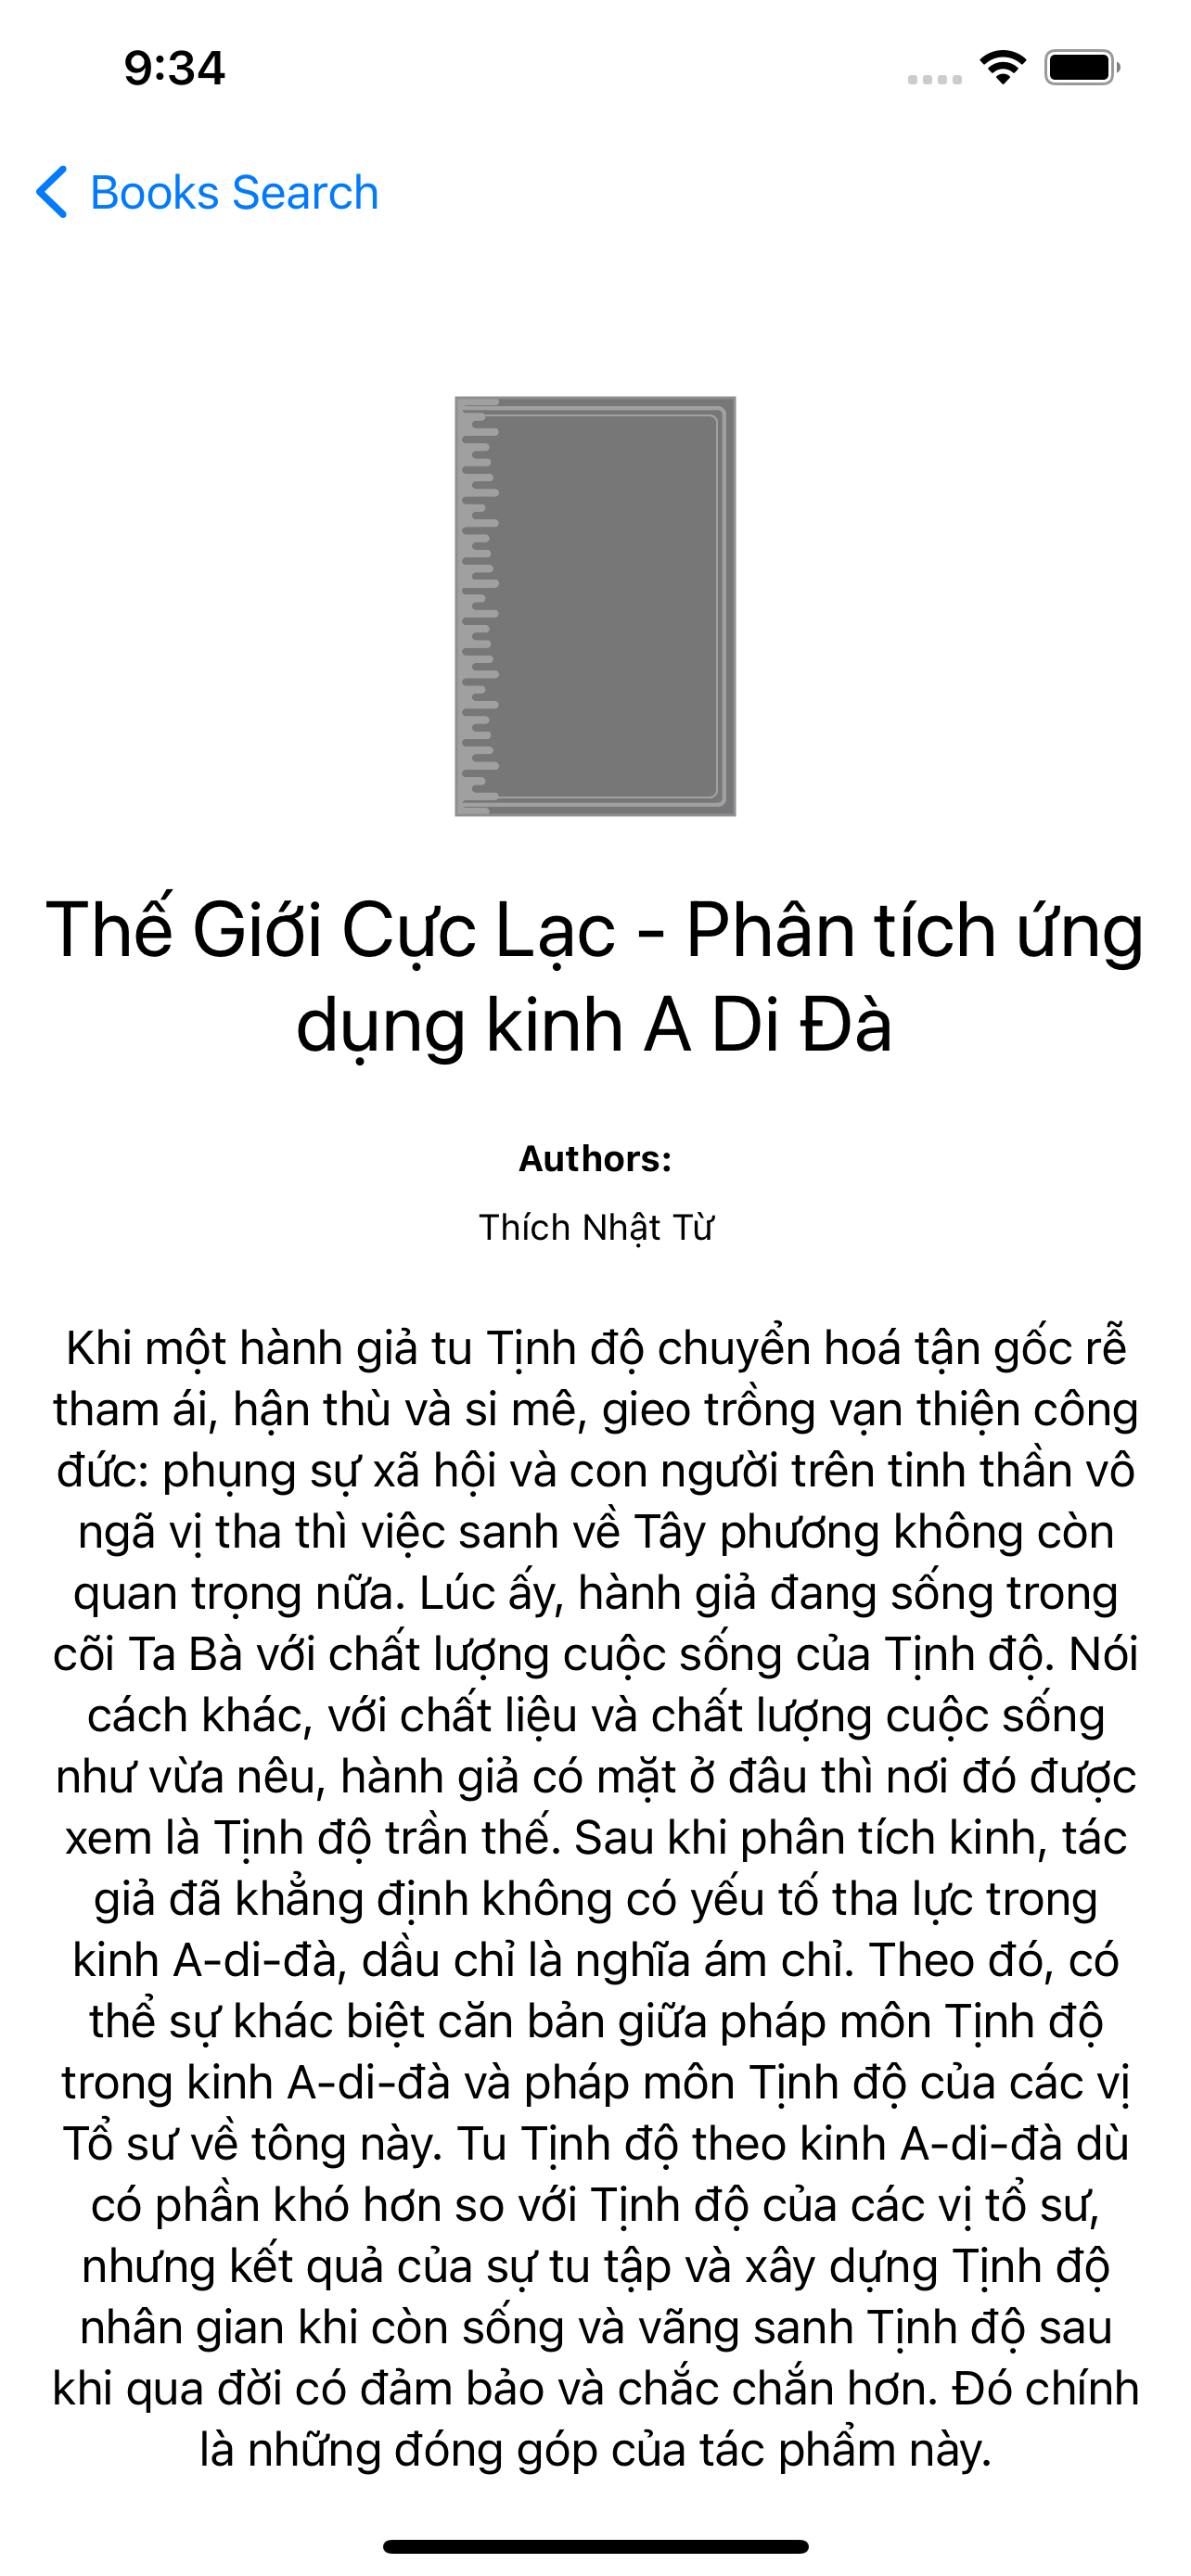 9:34
Books Search
Thế Giới Cực Lạc - Phân tích ứng
dụng kinh A Di Đà
Authors:
Thích Nhật Từ
Khi một hành giả tu Tịnh độ chuyển hoá tận gốc rễ
tham ái, hận thù và si mê, gieo trồng vạn thiện công
đức: phụng sự xã hội và con người trên tinh thần vô
ngã vị tha thì việc sanh về Tây phương không còn
quan trọng nữa. Lúc ấy, hành giả đang sống trong
cõi Ta Bà với chất lượng cuộc sống của Tịnh độ. Nói
cách khác, với chất liệu và chất lượng cuộc sống
như vừa nêu, hành giả có mặt ở đâu thì nơi đó được
xem là Tịnh độ trần thế. Sau khi phân tích kinh, tác
giả đã khẳng định không có yếu tố tha lực trong
kinh A-di-đà, dầu chỉ là nghĩa ám chỉ. Theo đó, có
thể sự khác biệt căn bản giữa pháp môn Tịnh độ
trong kinh A-di-đà và pháp môn Tịnh độ của các vị
Tổ sư về tông này. Tu Tịnh độ theo kinh A-di-đà dù
có phần khó hơn so với Tịnh độ của các vị tổ sư,
nhưng kết quả của sự tu tập và xây dựng Tịnh độ
nhân gian khi còn sống và vãng sanh Tịnh độ sau
khi qua đời có đảm bảo và chắc chắn hơn. Đó chính
là những đóng góp của tác phẩm này.